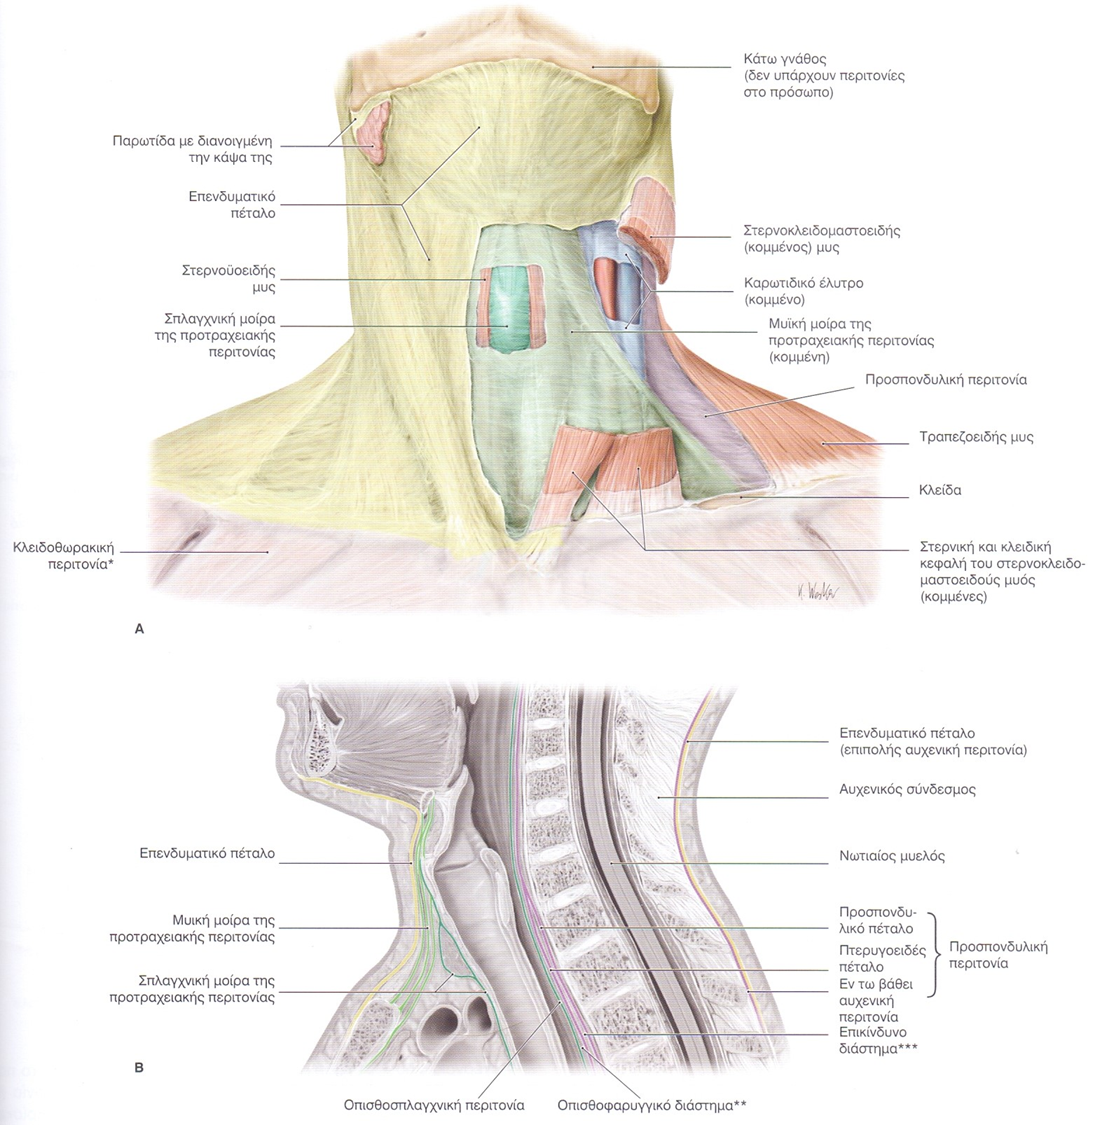 Κάτω γνάθος
(δεν υπάρχουν περιτονίες
στο πρόσωπο)
Παρωτίδα με διανοιγμένη
την κάψα της
Επενδυματικό
πέταλο
Στερνοϋοειδής
μυς
Σπλαγχνική μοίρα
της προτραχειακής
περιτονίας
Στερνοκλειδομαστοειδής
(κομμένος) μυς
Καρωτιδικό έλυτρο
(κομμένο)
Μυϊκή μοίρα της
προτραχειακής περιτονίας
(κομμένη)
Προσπονδυλική περιτονία
Τραπεζοειδής μυς
Κλείδα
Κλειδοθωρακική
περιτονία*
Στερνική και κλειδική
κεφαλή του στερνοκλειδο-
μαστοειδούς μυός
(κομμένες)
A
Επενδυματικό πέταλο
(επιπολής αυχενική περιτονία)
Αυχενικός σύνδεσμος
Επενδυματικό πέταλο
Νωτιαίος μυελός
Μυική μοίρα της
προτραχειακής περιτονίας
Σπλαγχνική μοίρα της
προτραχειακής περιτονίας
Προσπονδυ-
λικό πέταλο
Πτερυγοειδές
πέταλο
Εν τω βάθει
αυχενική
περιτονία
Προσπονδυλική
περιτονία
Επικίνδυνο
διάστημα***
B
Οπισθοσπλαγχνική περιτονία
Οπισθοφαρυγγικό διάστημα**